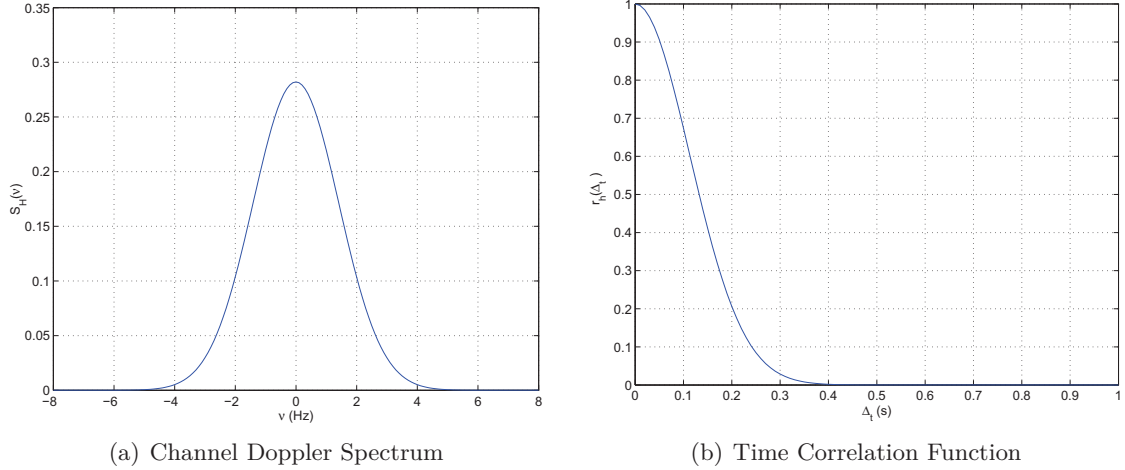 0.35
0.3
0.25
0.2
0.15
0.1
0.05
0
S_H(ν)
−8 −6 −4 −2 0 2 4 6 8
ν (Hz)
(a) Channel Doppler Spectrum
1
0.9
0.8
0.7
0.6
0.5
0.4
0.3
0.2
0.1
0
r_h(Δ_t )
0 0.1 0.2 0.3 0.4 0.5 0.6 0.7 0.8 0.9 1
Δ_t (s)
(b) Time Correlation Function